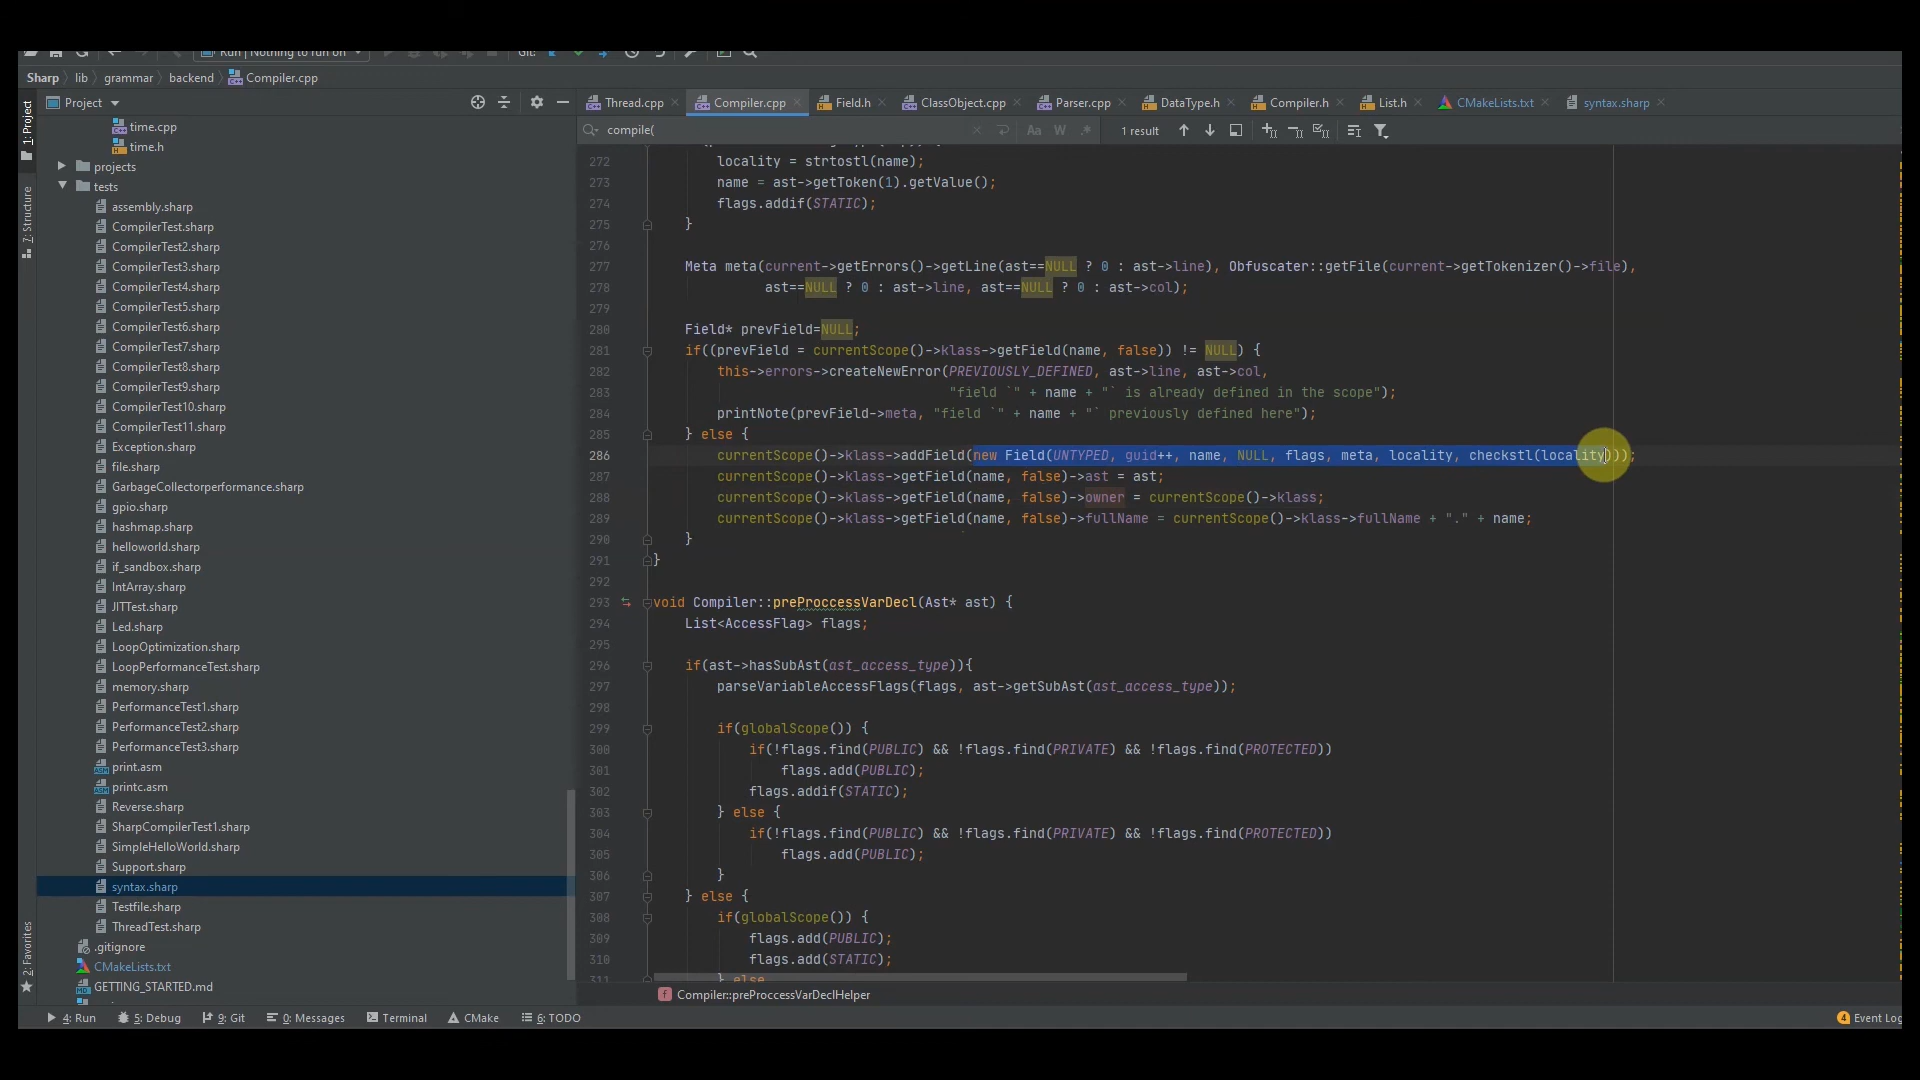 Run | Nothing to run on
Git:
Sharp lib grammar backend Compiler.cpp
Project
Thread.cpp Compiler.cpp Field.h ClassObject.cpp Parser.cpp DataType.h Compiler.h List.h CMakeLists.txt syntax.sharp
compile( Aa W .* 1 result
1: Project
7: Structure
2: Favorites
time.cpp
time.h
projects
tests
assembly.sharp
CompilerTest.sharp
CompilerTest2.sharp
CompilerTest3.sharp
CompilerTest4.sharp
CompilerTest5.sharp
CompilerTest6.sharp
CompilerTest7.sharp
CompilerTest8.sharp
CompilerTest9.sharp
CompilerTest10.sharp
CompilerTest11.sharp
Exception.sharp
file.sharp
GarbageCollectorperformance.sharp
gpio.sharp
hashmap.sharp
helloworld.sharp
if_sandbox.sharp
IntArray.sharp
JITTest.sharp
Led.sharp
LoopOptimization.sharp
LoopPerformanceTest.sharp
memory.sharp
PerformanceTest1.sharp
PerformanceTest2.sharp
PerformanceTest3.sharp
print.asm
printc.asm
Reverse.sharp
SharpCompilerTest1.sharp
SimpleHelloWorld.sharp
Support.sharp
syntax.sharp
Testfile.sharp
ThreadTest.sharp
.gitignore
CMakeLists.txt
GETTING_STARTED.md
272 locality = strtostl(name);
273 name = ast->getToken(1).getValue();
274 flags.addif(STATIC);
275 }
276
277 Meta meta(current->getErrors()->getLine(ast==NULL ? 0 : ast->line), Obfuscater::getFile(current->getTokenizer()->file),
278 ast==NULL ? 0 : ast->line, ast==NULL ? 0 : ast->col);
279
280 Field* prevField=NULL;
281 if((prevField = currentScope()->klass->getField(name, false)) != NULL) {
282 this->errors->createNewError(PREVIOUSLY_DEFINED, ast->line, ast->col,
283 "field `" + name + "` is already defined in the scope");
284 printNote(prevField->meta, "field `" + name + "` previously defined here");
285 } else {
286 currentScope()->klass->addField(new Field(UNTYPED, guid++, name, NULL, flags, meta, locality, checkstl(locality)));
287 currentScope()->klass->getField(name, false)->ast = ast;
288 currentScope()->klass->getField(name, false)->owner = currentScope()->klass;
289 currentScope()->klass->getField(name, false)->fullName = currentScope()->klass->fullName + "." + name;
290 }
291 }
292
293 void Compiler::preProccessVarDecl(Ast* ast) {
294 List<AccessFlag> flags;
295
296 if(ast->hasSubAst(ast_access_type)){
297 parseVariableAccessFlags(flags, ast->getSubAst(ast_access_type));
298
299 if(globalScope()) {
300 if(!flags.find(PUBLIC) && !flags.find(PRIVATE) && !flags.find(PROTECTED))
301 flags.add(PUBLIC);
302 flags.addif(STATIC);
303 } else {
304 if(!flags.find(PUBLIC) && !flags.find(PRIVATE) && !flags.find(PROTECTED))
305 flags.add(PUBLIC);
306 }
307 } else {
308 if(globalScope()) {
309 flags.add(PUBLIC);
310 flags.add(STATIC);
311 } else
Compiler::preProccessVarDeclHelper
4: Run 5: Debug 9: Git 0: Messages Terminal CMake 6: TODO 4 Event Log